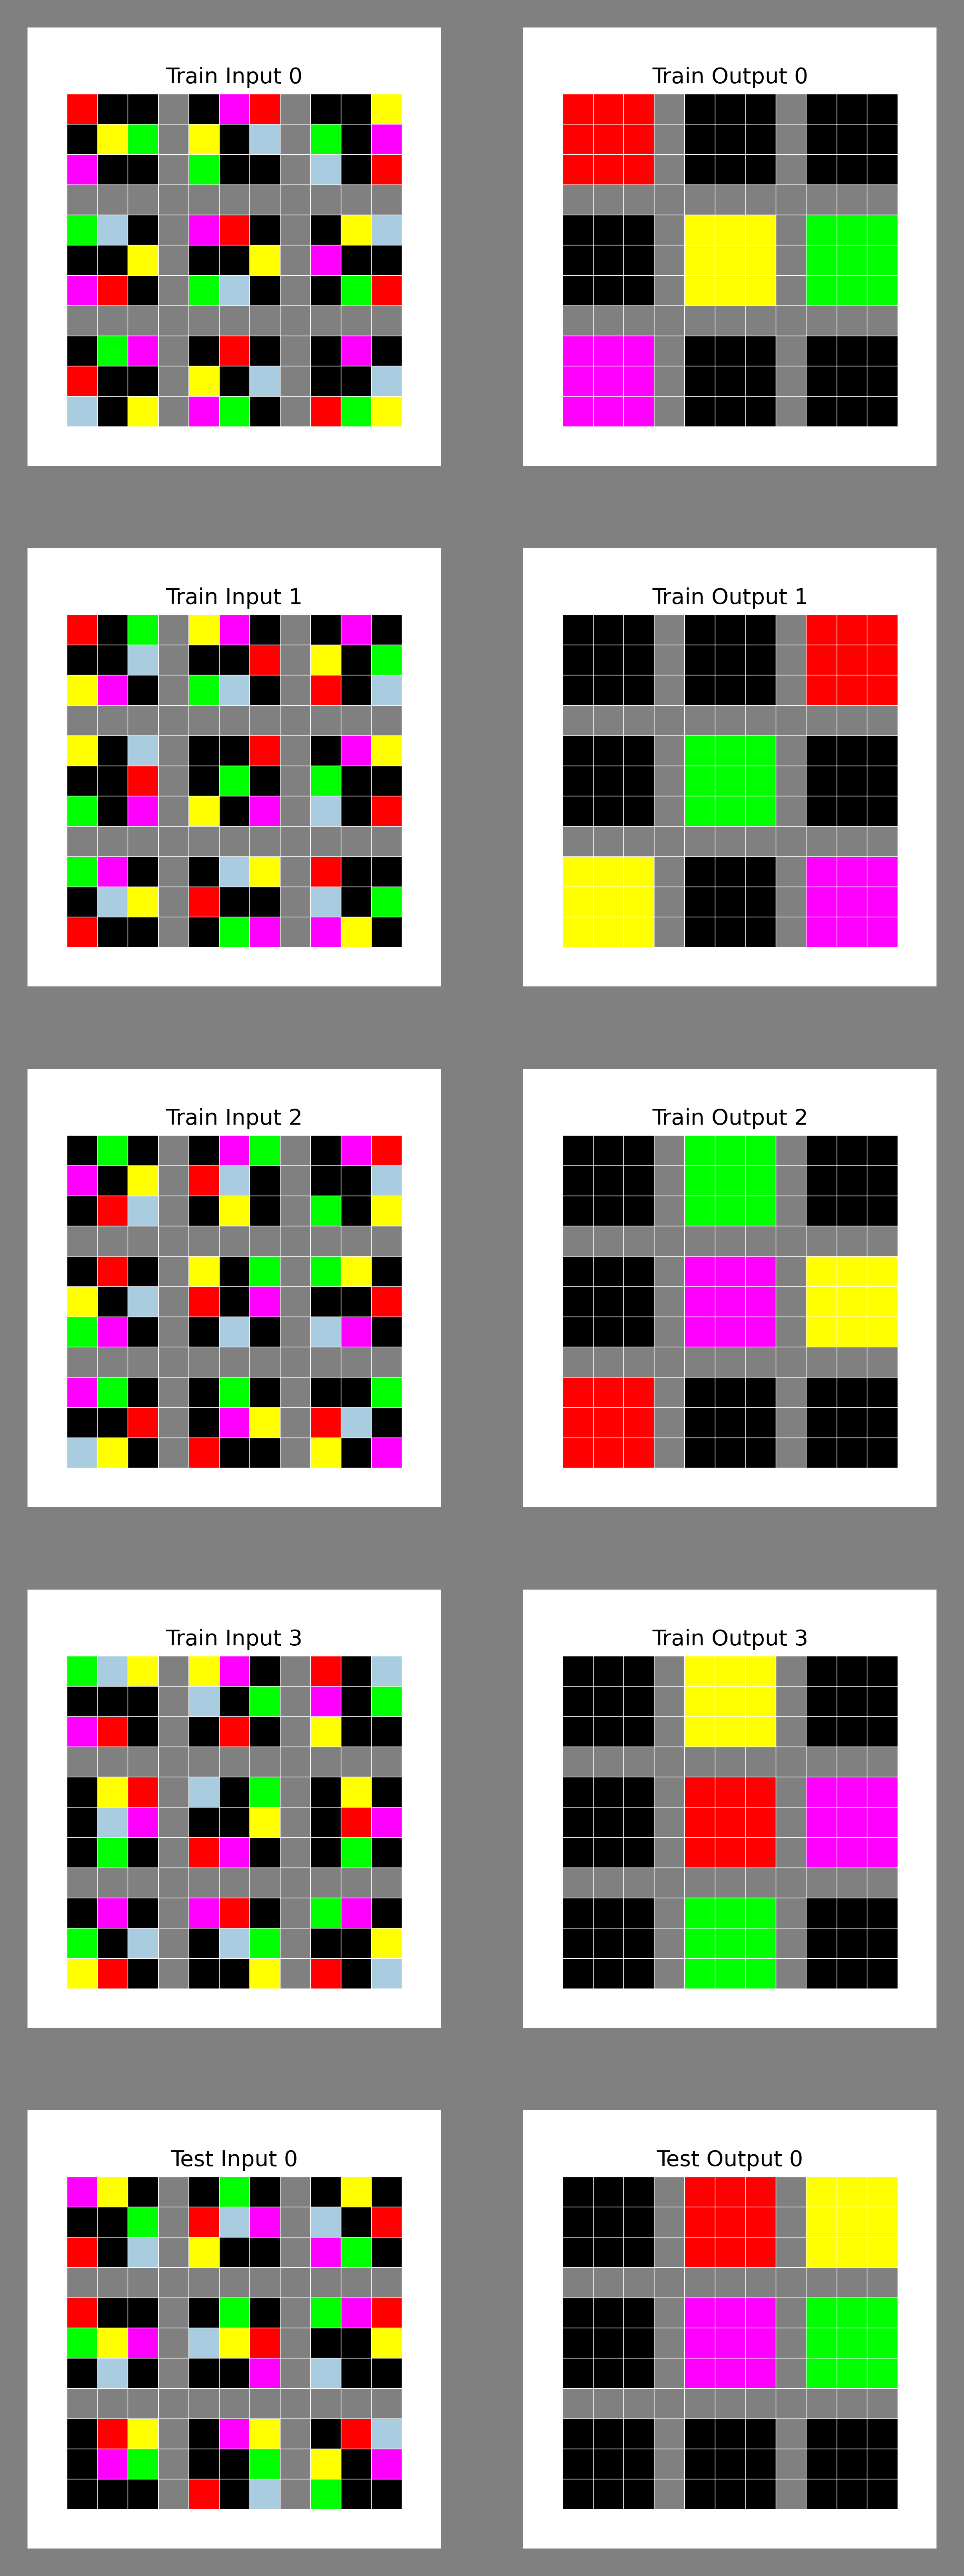 Train Input 0
Train Output 0
Train Input 1
Train Output 1
Train Input 2
Train Output 2
Train Input 3
Train Output 3
Test Input 0
Test Output 0